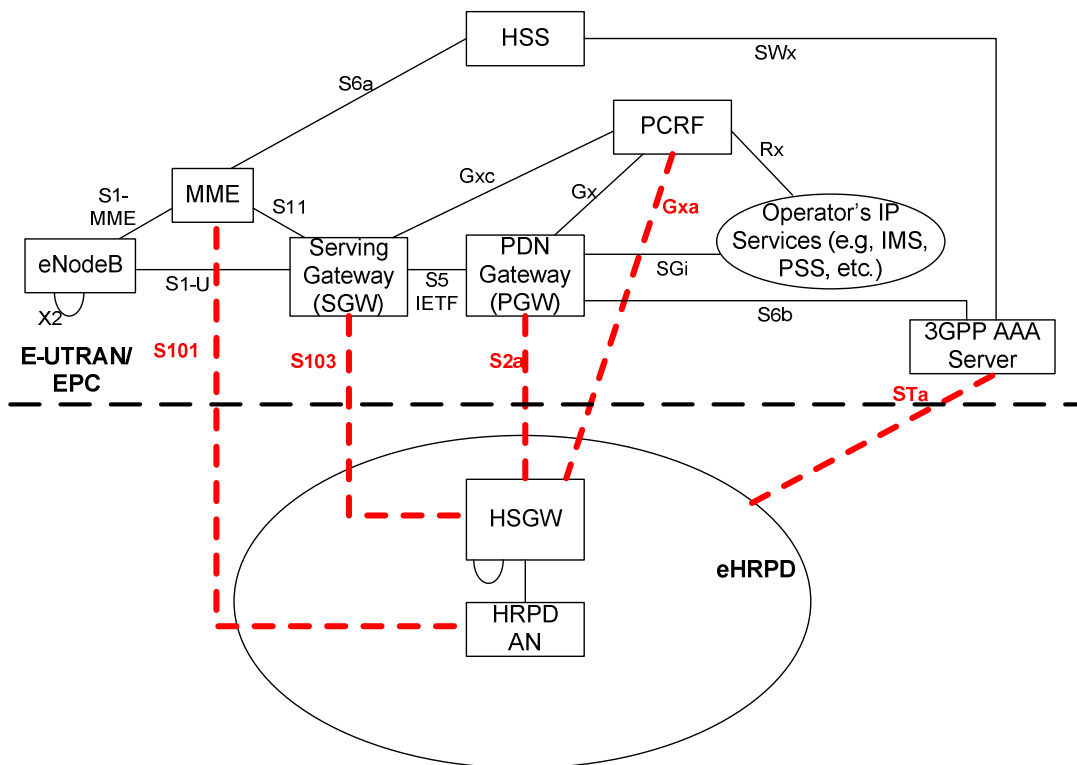 HSS
SWx
S6a
PCRF
Rx
Gxc
S1-
MME
MME
S11
Gx
Gxa
Operator's IP
Services (e.g, IMS,
PSS, etc.)
eNodeB
S1-U
Serving
Gateway
(SGW)
S5
IETF
PDN
Gateway
(PGW)
SGi
X2
S6b
3GPP AAA
Server
E-UTRAN/
EPC
S101
S103
S2a
STa
HSGW
eHRPD
HRPD
AN